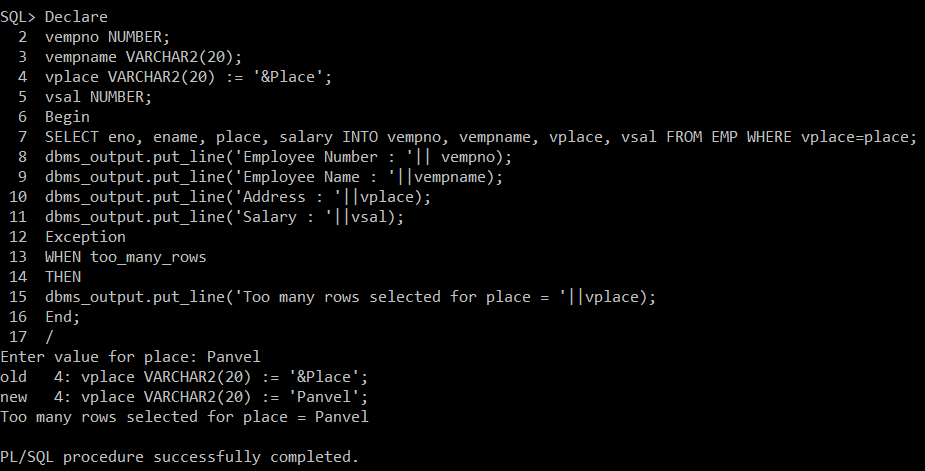 SQL> Declare
  2  vempno NUMBER;
  3  vempname VARCHAR2(20);
  4  vplace VARCHAR2(20) := '&Place';
  5  vsal NUMBER;
  6  Begin
  7  SELECT eno, ename, place, salary INTO vempno, vempname, vplace, vsal FROM EMP WHERE vplace=place;
  8  dbms_output.put_line('Employee Number : '|| vempno);
  9  dbms_output.put_line('Employee Name : '||vempname);
 10  dbms_output.put_line('Address : '||vplace);
 11  dbms_output.put_line('Salary : '||vsal);
 12  Exception
 13  WHEN too_many_rows
 14  THEN
 15  dbms_output.put_line('Too many rows selected for place = '||vplace);
 16  End;
 17  /
Enter value for place: Panvel
old   4: vplace VARCHAR2(20) := '&Place';
new   4: vplace VARCHAR2(20) := 'Panvel';
Too many rows selected for place = Panvel

PL/SQL procedure successfully completed.